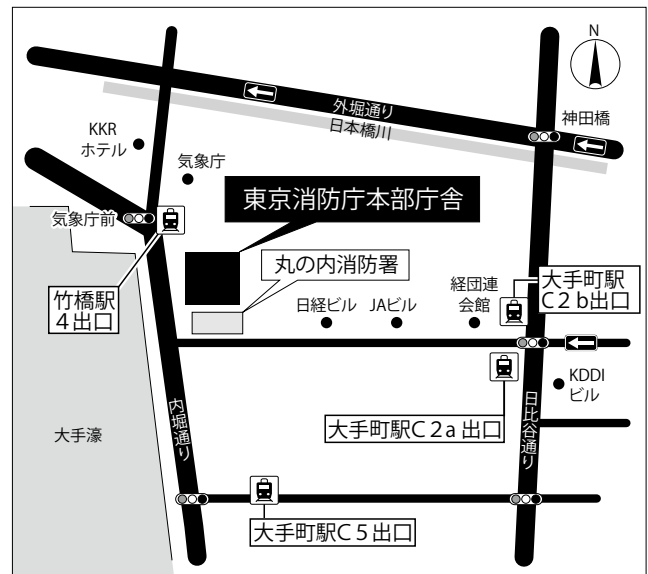 N
外堀通り
日本橋川
神田橋
KKR
ホテル
気象庁
東京消防庁本部庁舎
気象庁前
丸の内消防署
竹橋駅
4出口
日経ビル
JAビル
経団連
会館
大手町駅
C2b出口
KDDI
ビル
大手濠
内堀通り
日比谷通り
大手町駅C2a出口
大手町駅C5出口